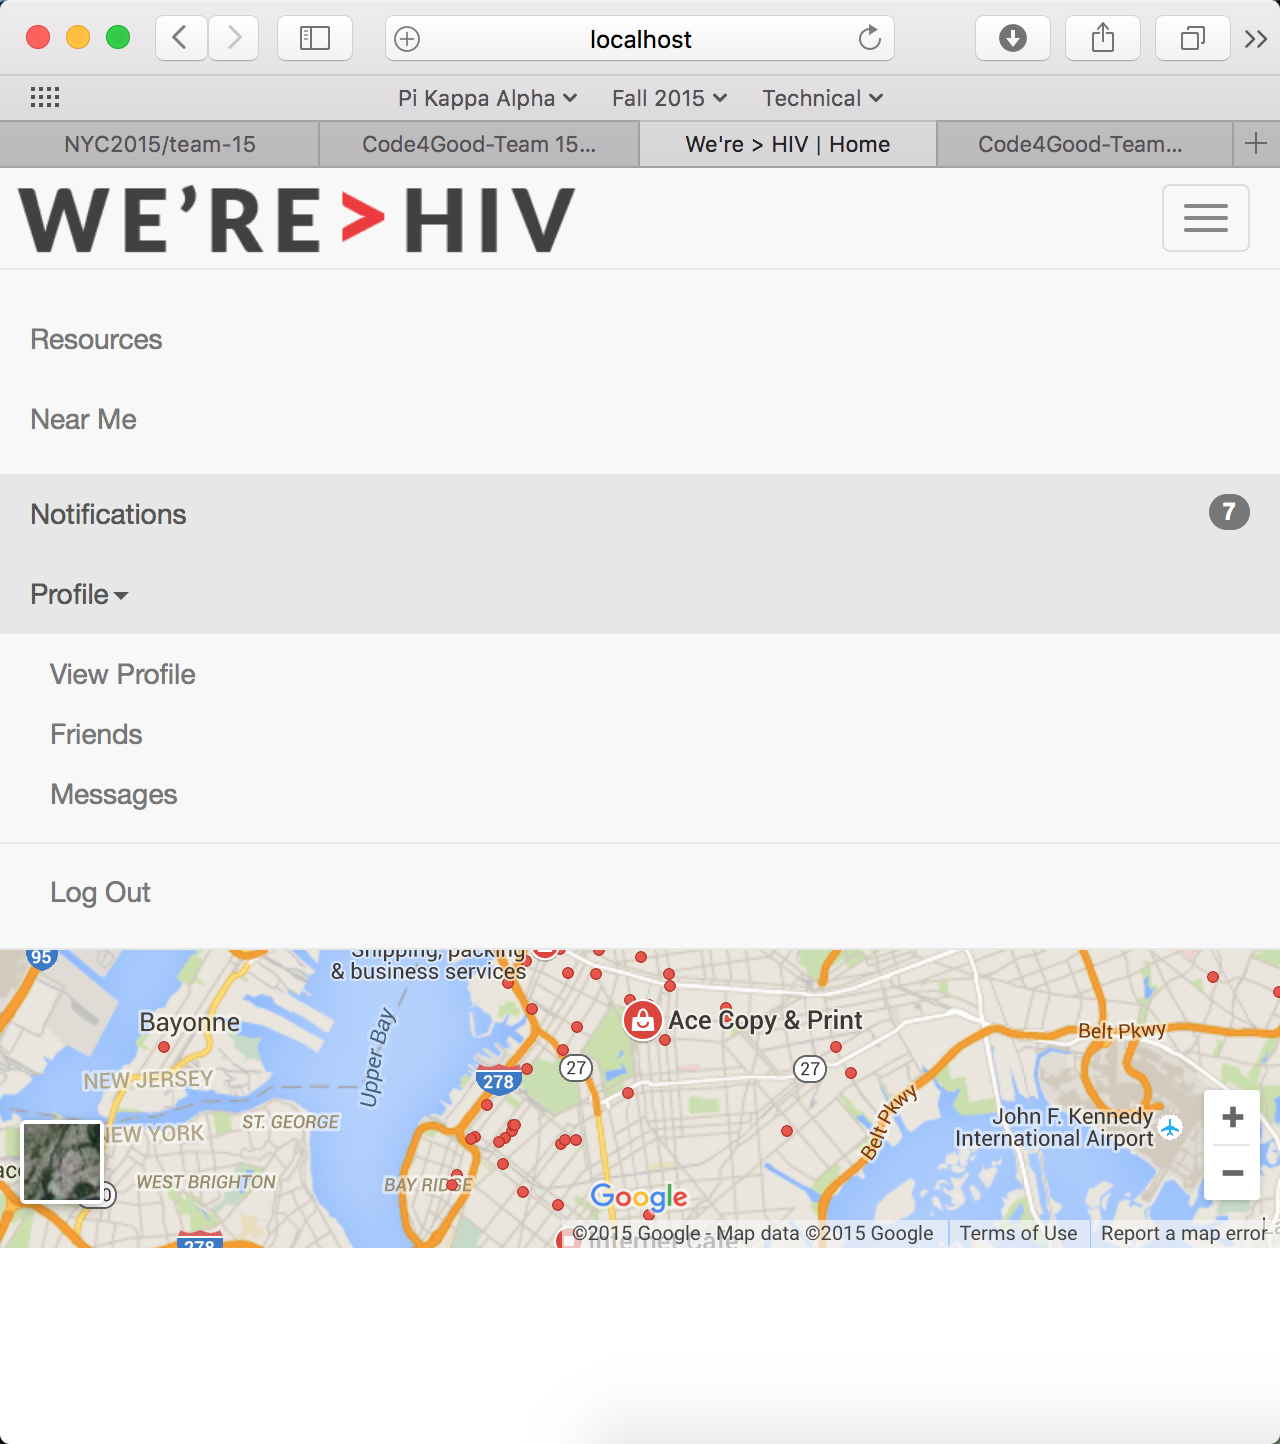 localhost
Pi Kappa Alpha Fall 2015 Technical
NYC2015/team-15 Code4Good-Team 15... We're > HIV | Home Code4Good-Team...
WE'RE > HIV
Resources
Near Me
Notifications 7
Profile
View Profile
Friends
Messages
Log Out
95
Shipping, packing
& business services
Bayonne
Upper Bay
Ace Copy & Print
Belt Pkwy
27
27
278
NEW JERSEY
NEW YORK
ST. GEORGE
Belt Pkwy
John F. Kennedy
International Airport
WEST BRIGHTON
BAY RIDGE
Google
278
Internet Cafe
©2015 Google - Map data ©2015 Google Terms of Use Report a map error